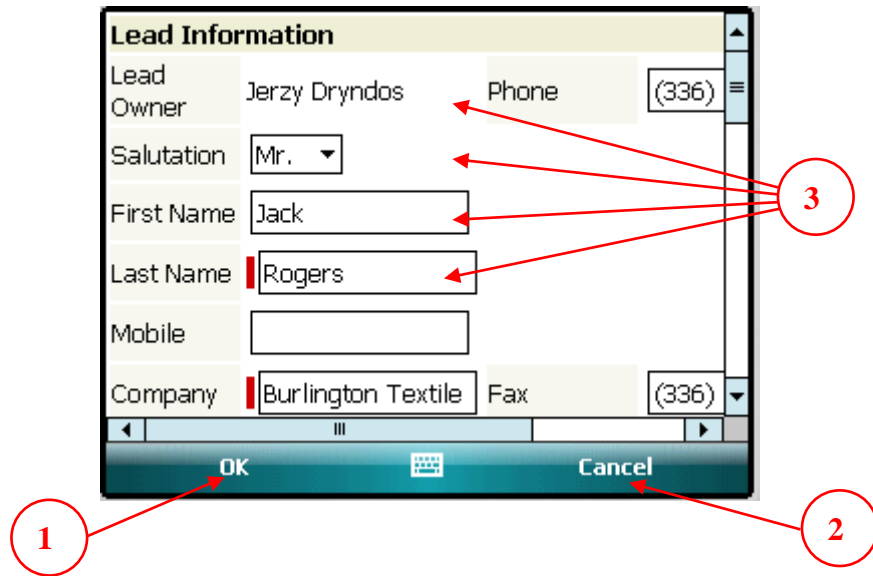 Lead Information
Lead Owner Jerzy Dryndos Phone (336)
Salutation Mr.
3
First Name Jack
Last Name Rogers
Mobile
Company Burlington Textile Fax (336)
OK Cancel
1
2